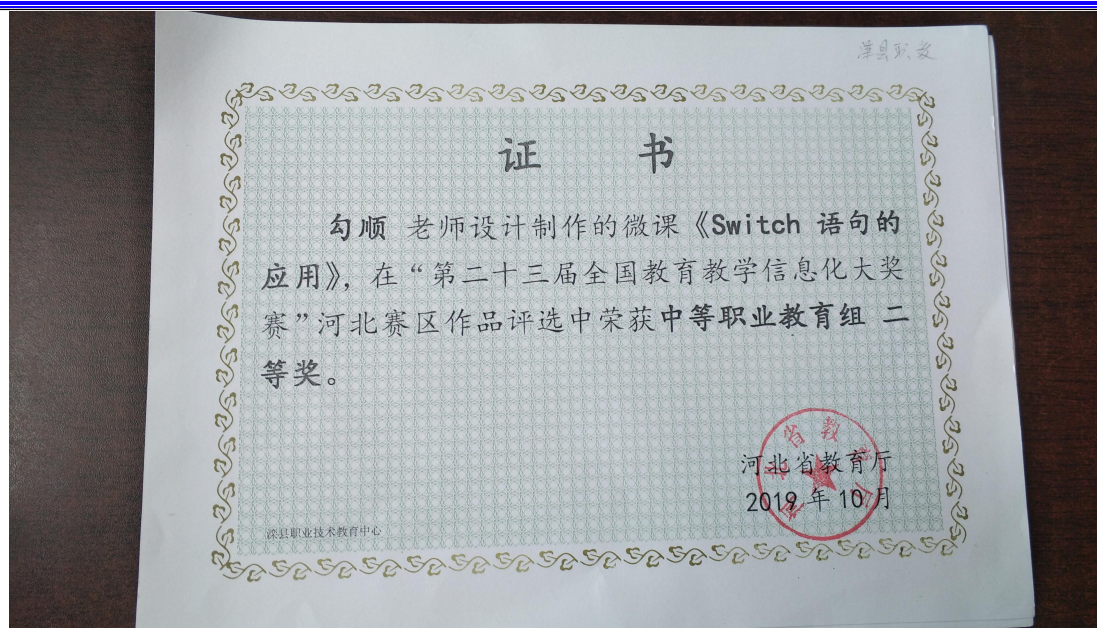 滦县职教
证 书
勾顺 老师设计制作的微课《Switch 语句的
应用》，在“第二十三届全国教育教学信息化大奖
赛”河北赛区作品评选中荣获中等职业教育组 二
等奖。
河北省教育厅
2019 年 10 月
滦县职业技术教育中心